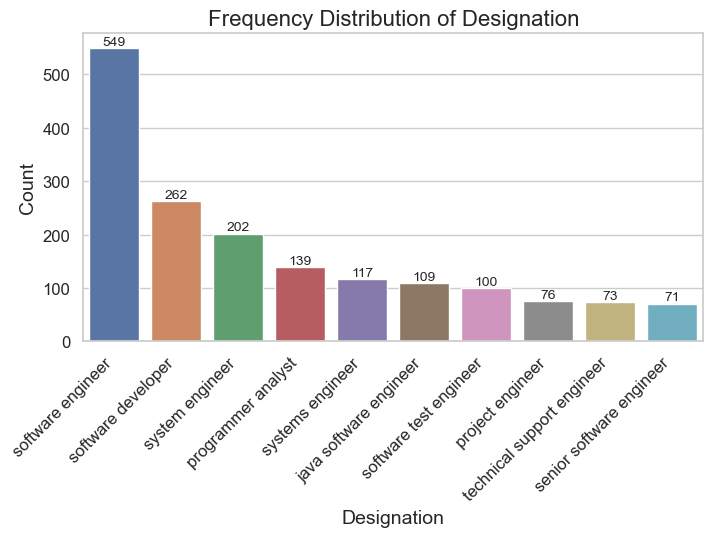 Frequency Distribution of Designation
Count
500
400
300
200
100
0
549
262
202
139
117
109
100
76
73
71
software engineer
software developer
system engineer
programmer analyst
systems engineer
java software engineer
software test engineer
project engineer
technical support engineer
senior software engineer
Designation